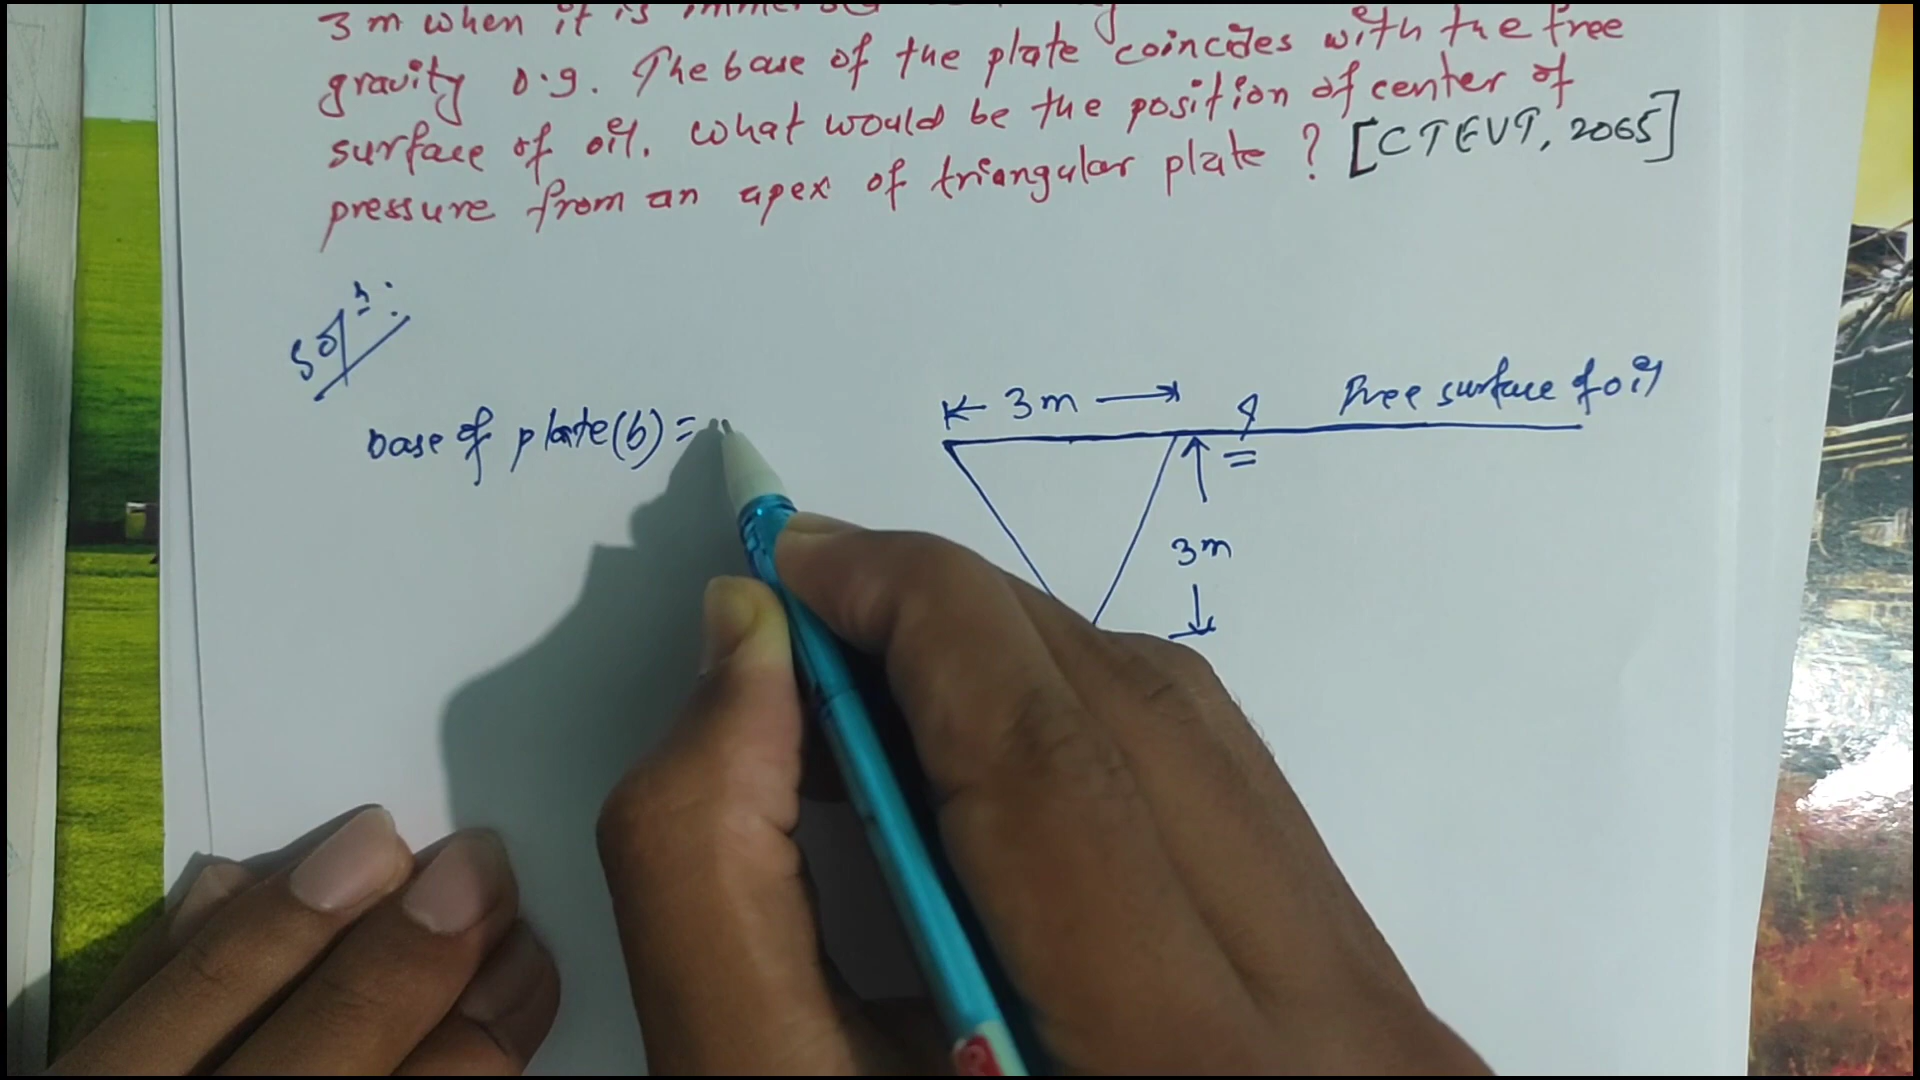 3 m when it is
gravity 0.9. The base of the plate coincides with the free
surface of oil. What would be the position of center of
pressure from an apex of triangular plate ? [CTEVT, 2065]
Solⁿ:
base of plate(b) =
3m
Free surface of oil
3m